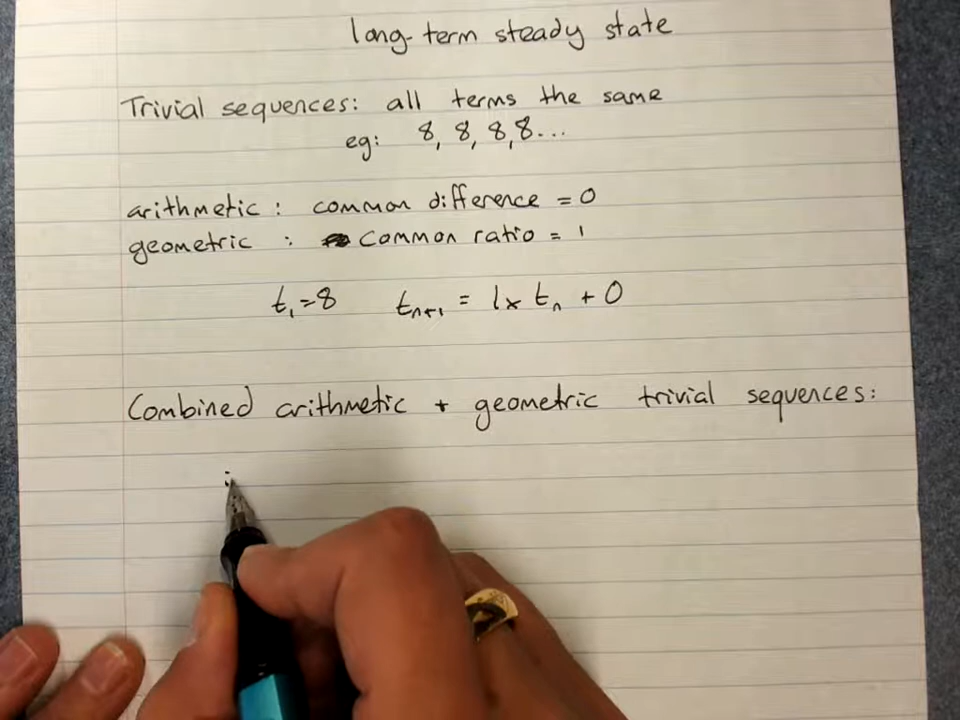 long-term steady state
Trivial sequences: all terms the same
eg: 8, 8, 8, 8...
arithmetic: common difference = 0
geometric: common ratio = 1
t₁=8 tₙ₊₁ = 1× tₙ + 0
Combined arithmetic + geometric trivial sequences: